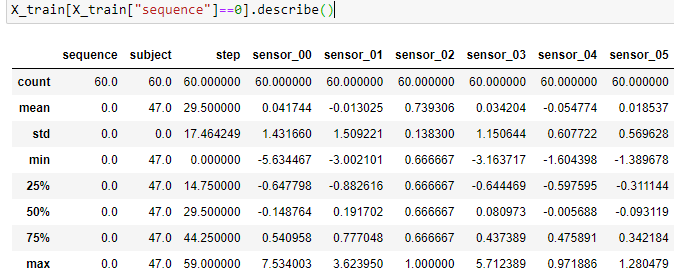 X_train[X_train["sequence"]==0].describe()
sequence subject step sensor_00 sensor_01 sensor_02 sensor_03 sensor_04 sensor_05
count 60.0 60.0 60.000000 60.000000 60.000000 60.000000 60.000000 60.000000 60.000000
mean 0.0 47.0 29.500000 0.041744 -0.013025 0.739306 0.034204 -0.054774 0.018537
std 0.0 0.0 17.464249 1.431660 1.509221 0.138300 1.150644 0.607722 0.569628
min 0.0 47.0 0.000000 -5.634467 -3.002101 0.666667 -3.163717 -1.604398 -1.389678
25% 0.0 47.0 14.750000 -0.647798 -0.882616 0.666667 -0.644469 -0.597595 -0.311144
50% 0.0 47.0 29.500000 -0.148764 0.191702 0.666667 0.080973 -0.005688 -0.093119
75% 0.0 47.0 44.250000 0.540958 0.777048 0.666667 0.437389 0.475891 0.342184
max 0.0 47.0 59.000000 7.534003 3.623950 1.000000 5.712389 0.971886 1.280479